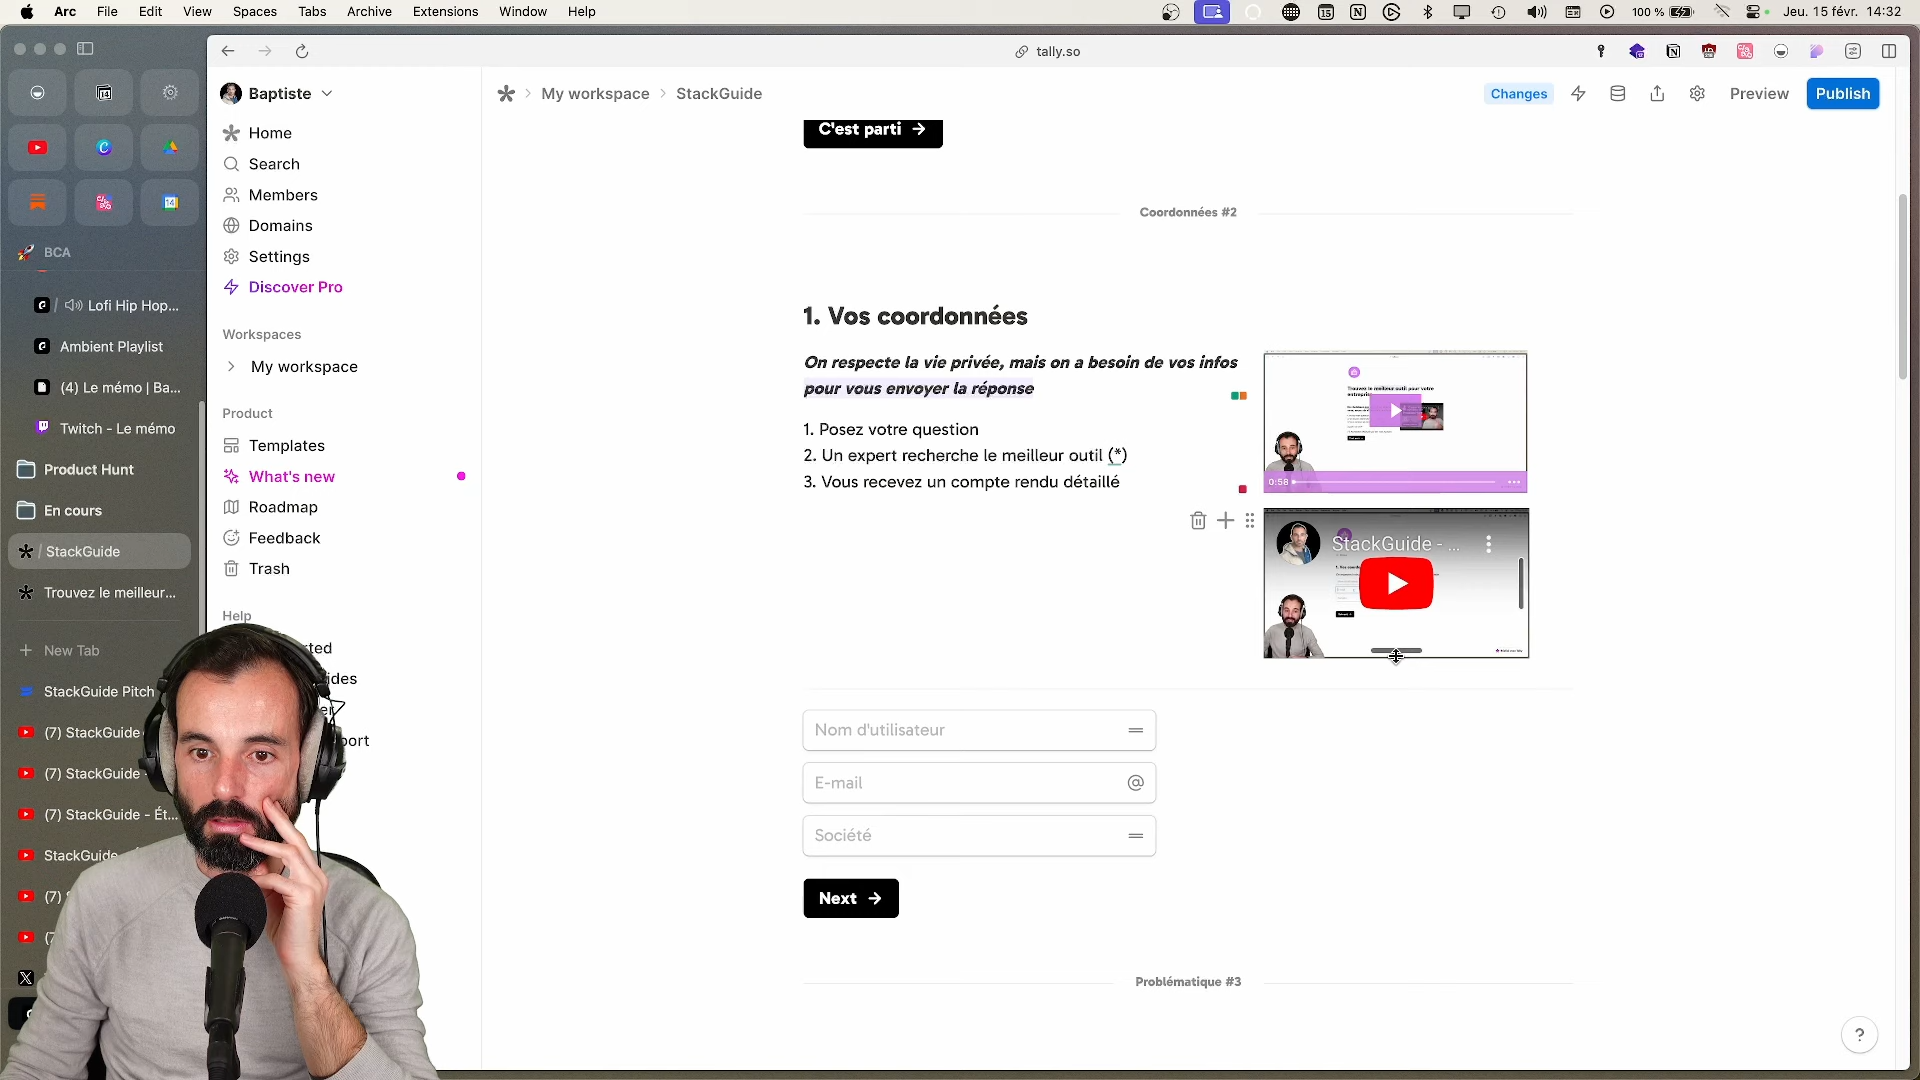 Arc File Edit View Spaces Tabs Archive Extensions Window Help
100 % Jeu. 15 févr. 14:32
tally.so
Baptiste
My workspace
StackGuide
Changes
Preview
Publish
Home
Search
Members
Domains
Settings
Discover Pro
Workspaces
My workspace
Product
Templates
What's new
Roadmap
Feedback
Trash
Help
BCA
Lofi Hip Hop...
Ambient Playlist
(4) Le mémo | Ba...
Twitch - Le mémo
Product Hunt
En cours
/ StackGuide
Trouvez le meilleur...
New Tab
StackGuide Pitch
(7) StackGuide
(7) StackGuide -
(7) StackGuide - Ét...
StackGuide
C'est parti →
Coordonnées #2
1. Vos coordonnées
On respecte la vie privée, mais on a besoin de vos infos
pour vous envoyer la réponse
1. Posez votre question
2. Un expert recherche le meilleur outil (*)
3. Vous recevez un compte rendu détaillé
Trouvez le meilleur outil pour votre
0:58
StackGuide - ...
Nom d'utilisateur
E-mail
@
Société
Next →
Problématique #3
?